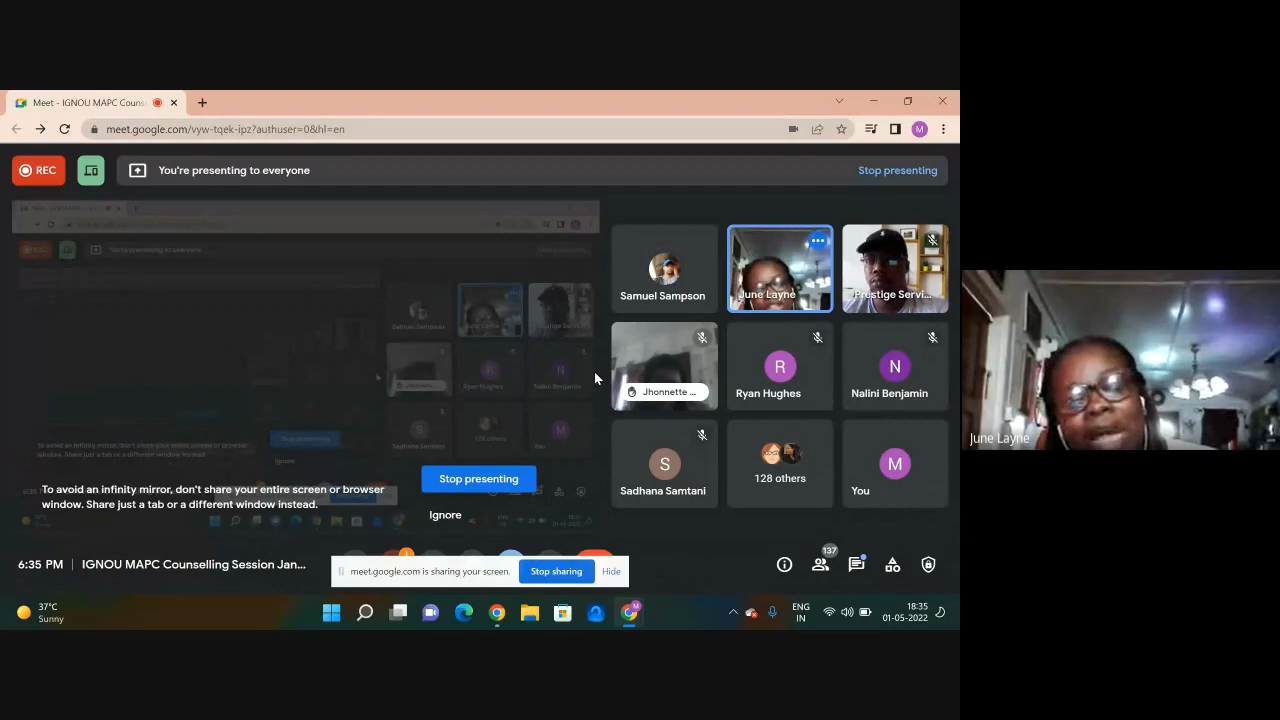 Meet - IGNOU MAPC Couns
meet.google.com/vyw-tqek-ipz?authuser=0&hl=en
M
REC
You're presenting to everyone
Stop presenting
Samuel Sampson
June Layne
Prestige Servi...
Jhonnette ...
R
Ryan Hughes
N
Nalini Benjamin
S
Sadhana Samtani
128 others
M
You
June Layne
To avoid an infinity mirror, don't share your entire screen or browser
window. Share just a tab or a different window instead.
Stop presenting
Ignore
6:35 PM | IGNOU MAPC Counselling Session Jan...
meet.google.com is sharing your screen.
Stop sharing
Hide
137
37°C
Sunny
ENG
IN
18:35
01-05-2022